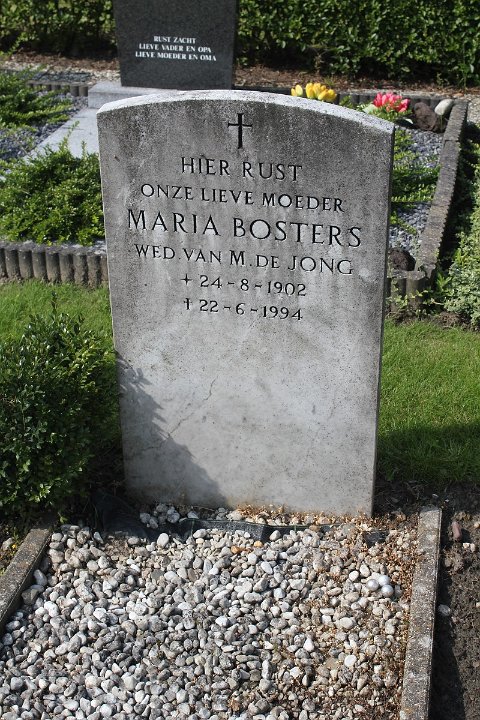 RUST ZACHT
LIEVE VADER EN OPA
LIEVE MOEDER EN OMA
HIER RUST
ONZE LIEVE MOEDER
MARIA BOSTERS
WED VAN M. DE JONG
+ 24-8-1902
† 22-6-1994